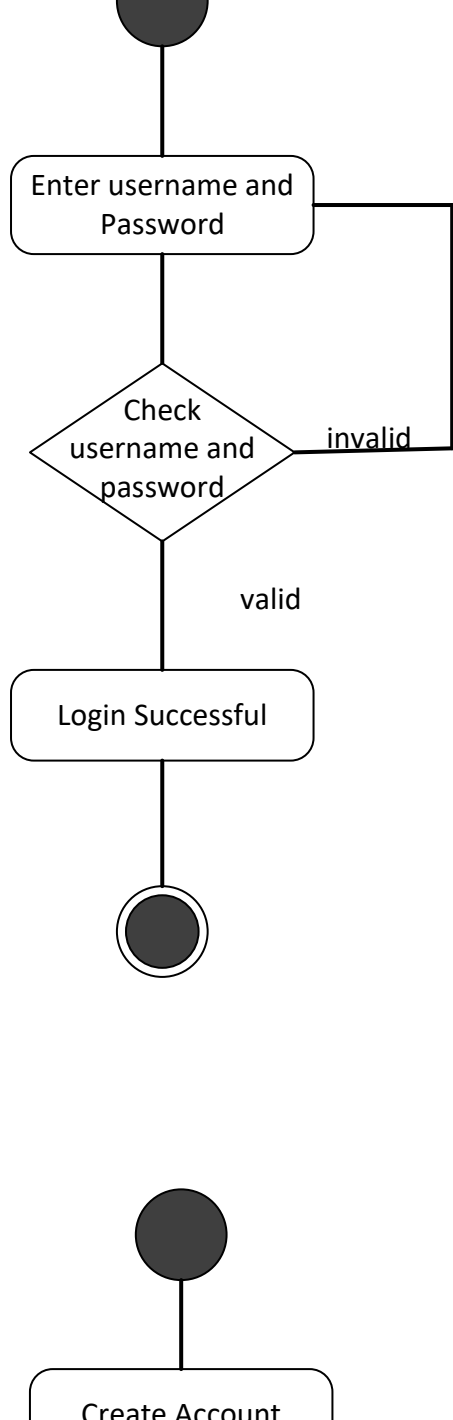 Enter username and
Password
Check
username and
password
invalid
valid
Login Successful
Create Account